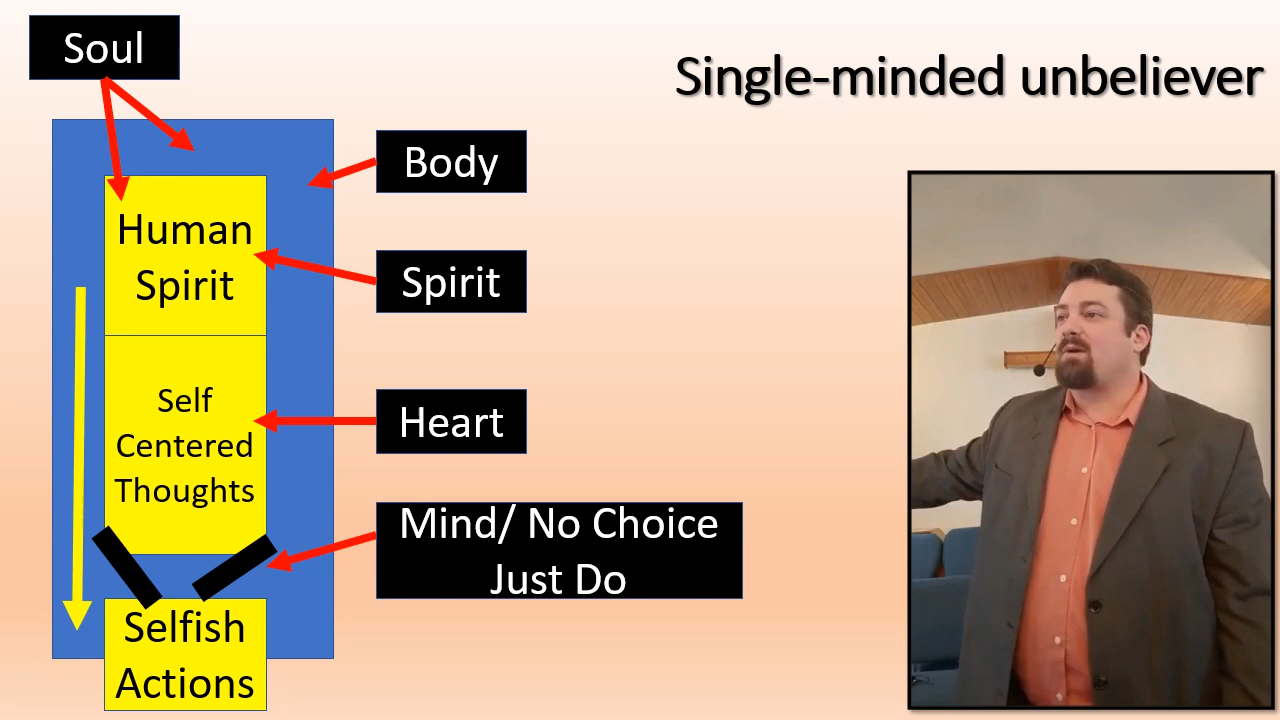 Soul
Single-minded unbeliever
Body
Human
Spirit
Spirit
Self
Centered
Thoughts
Heart
Mind/ No Choice
Just Do
Selfish
Actions